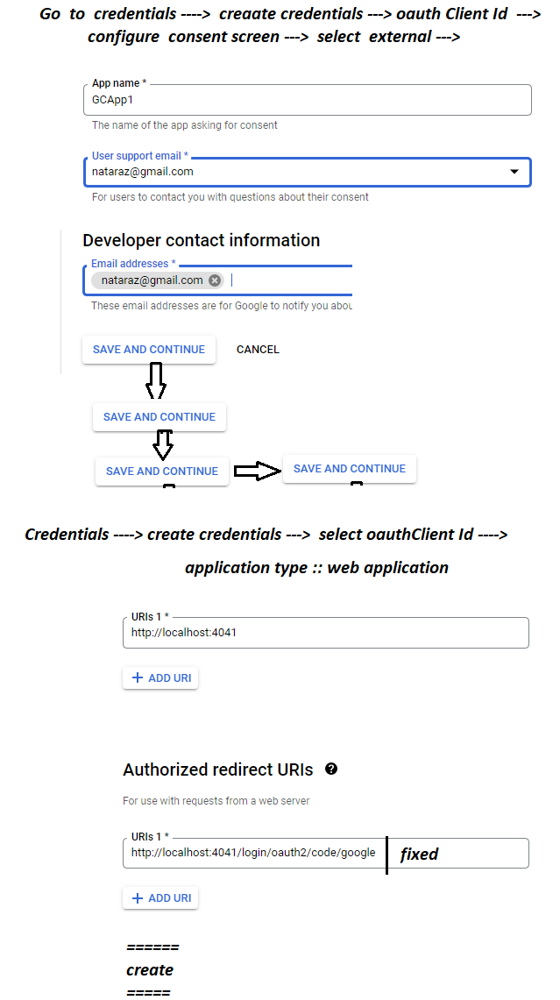 Go to credentials ----> creaate credentials ---> oauth Client Id --->
configure consent screen ---> select external --->
App name *
GCApp1
The name of the app asking for consent
User support email *
nataraz@gmail.com
For users to contact you with questions about their consent
Developer contact information
Email addresses *
nataraz@gmail.com
These email addresses are for Google to notify you abou
SAVE AND CONTINUE CANCEL
SAVE AND CONTINUE
SAVE AND CONTINUE SAVE AND CONTINUE
Credentials ----> create credentials ---> select oauthClient Id ---->
application type :: web application
URIs 1 *
http://localhost:4041
+ ADD URI
Authorized redirect URIs ?
For use with requests from a web server
URIs 1 *
http://localhost:4041/login/oauth2/code/google fixed
+ ADD URI
======
create
=====